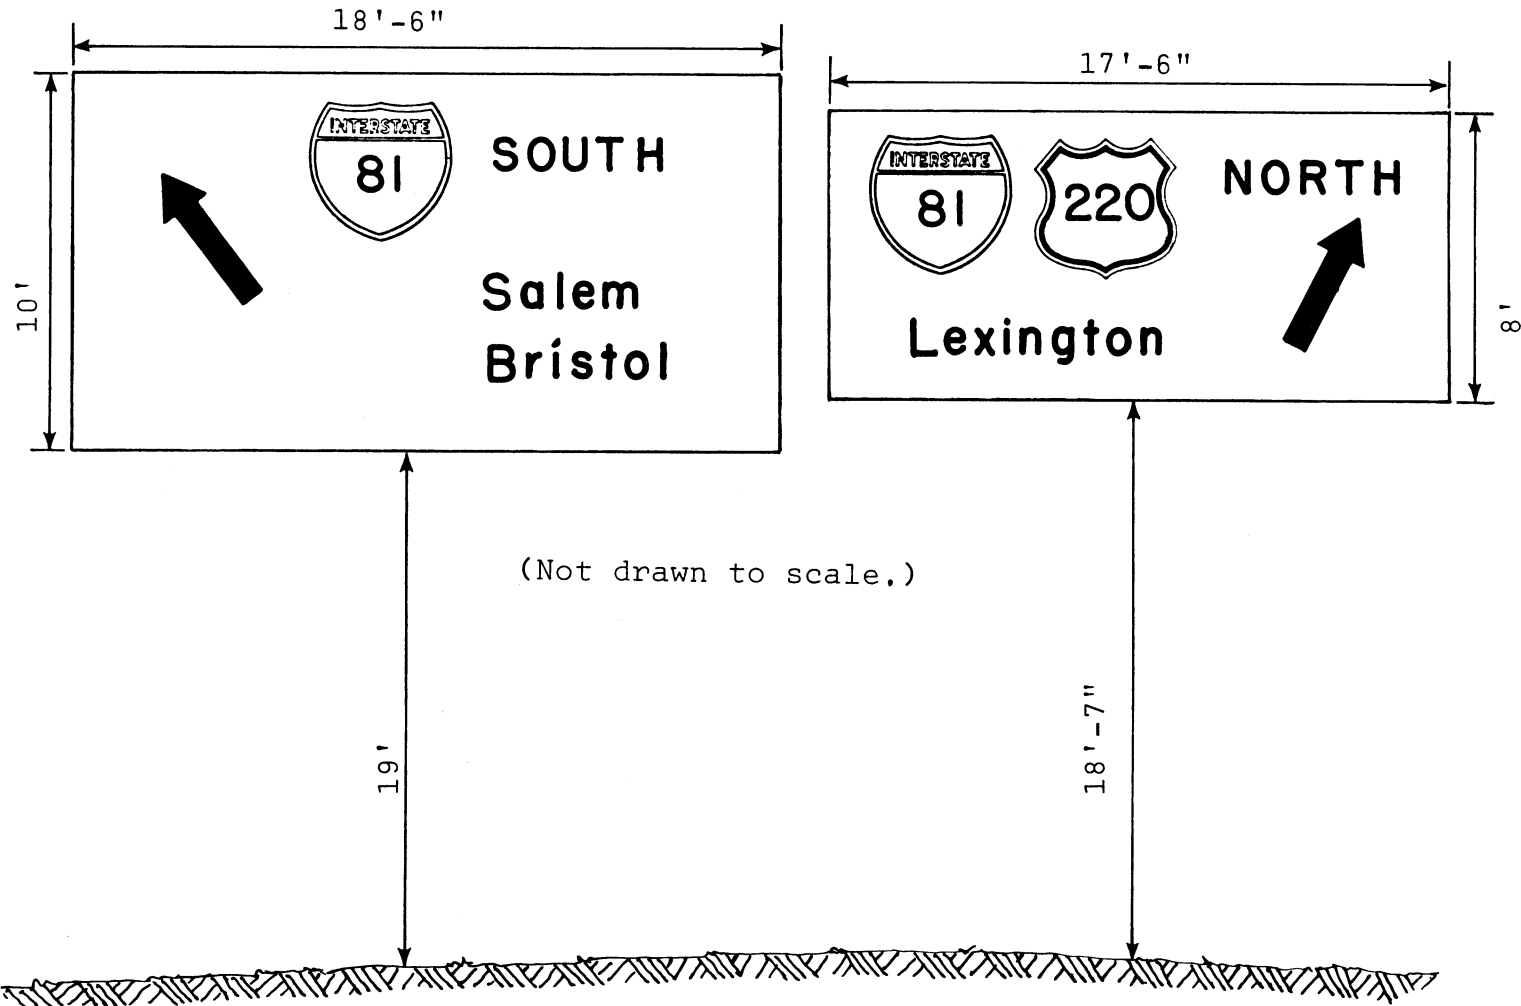 18'-6"
INTERSTATE
81
SOUTH
Salem
Bristol
10'
19'
17'-6"
INTERSTATE
81
220
NORTH
Lexington
8'
18'-7"
(Not drawn to scale.)